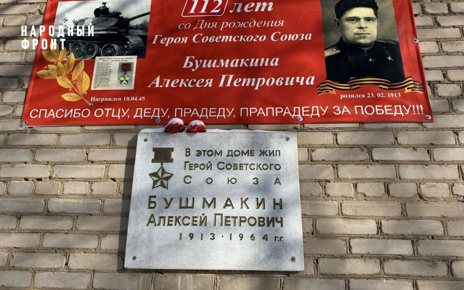 НАРОДНЫЙ
ФРОНТ
112 лет
со Дня рождения
Героя Советского Союза
Бушмакина
Алексея Петровича
Награжден 10.04.45
родился 23. 02. 1913
СПАСИБО ОТЦУ, ДЕДУ, ПРАДЕДУ, ПРАПРАДЕДУ ЗА ПОБЕДУ!!!
В ЭТОМ ДОМЕ ЖИЛ
ГЕРОЙ СОВЕТСКОГО
СОЮЗА
БУШМАКИН
АЛЕКСЕЙ ПЕТРОВИЧ
1913 - 1964 г.г.